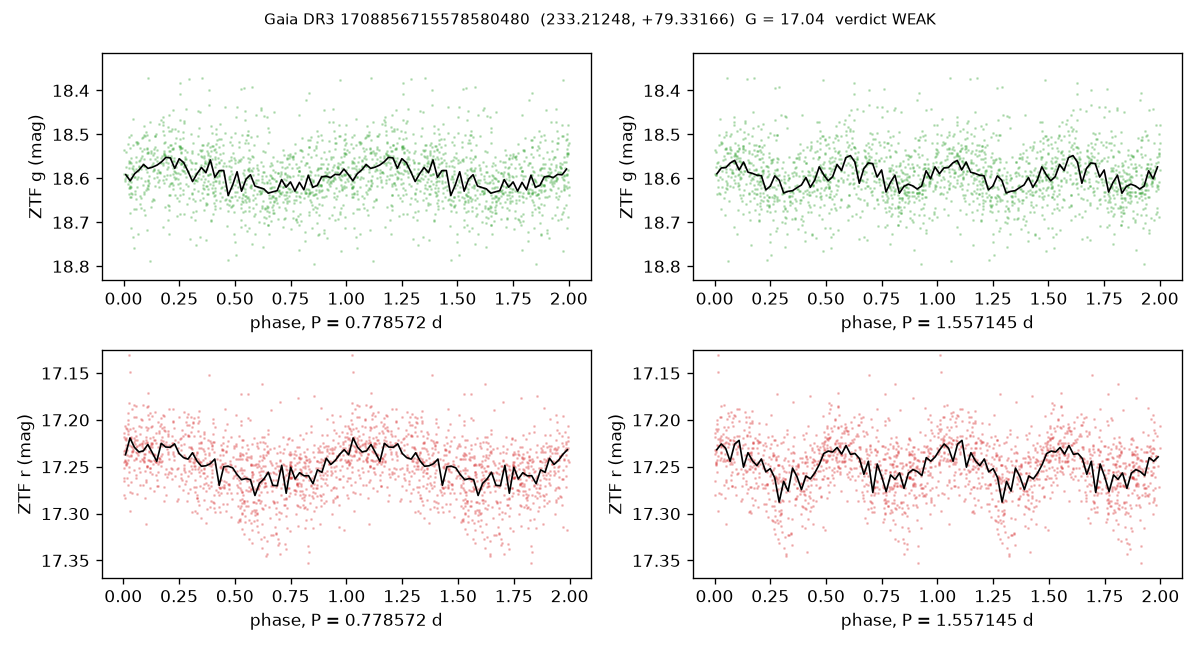 Gaia DR3 1708856715578580480 (233.21248, +79.33166) G = 17.04 verdict WEAK
ZTF g (mag)
18.4
18.5
18.6
18.7
18.8
0.00 0.25 0.50 0.75 1.00 1.25 1.50 1.75 2.00
phase, P = 0.778572 d
ZTF g (mag)
18.4
18.5
18.6
18.7
18.8
0.00 0.25 0.50 0.75 1.00 1.25 1.50 1.75 2.00
phase, P = 1.557145 d
ZTF r (mag)
17.15
17.20
17.25
17.30
17.35
0.00 0.25 0.50 0.75 1.00 1.25 1.50 1.75 2.00
phase, P = 0.778572 d
ZTF r (mag)
17.15
17.20
17.25
17.30
17.35
0.00 0.25 0.50 0.75 1.00 1.25 1.50 1.75 2.00
phase, P = 1.557145 d